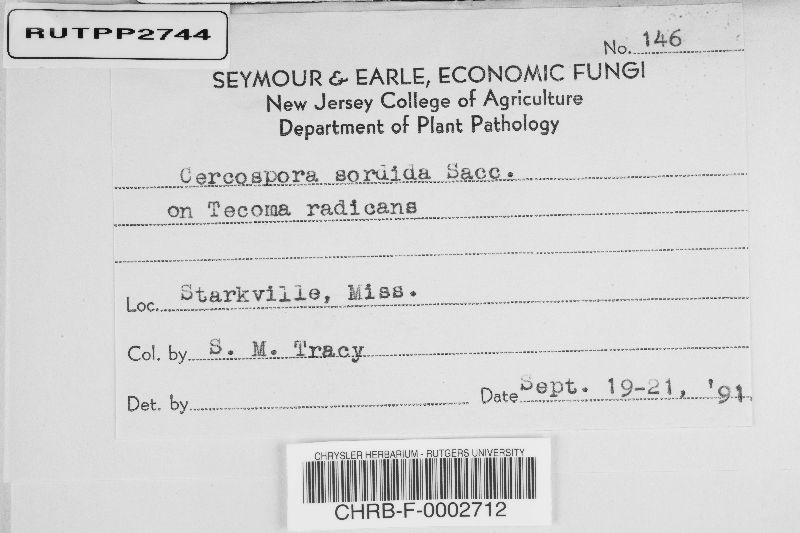 RUTPP2744
No. 146
SEYMOUR & EARLE, ECONOMIC FUNGI
New Jersey College of Agriculture
Department of Plant Pathology
Cercospora sordida Sacc.
on Tecoma radicans
Loc. Starkville, Miss.
Col. by S. M. Tracy
Det. by Date Sept. 19-21, '91.
CHRYSLER HERBARIUM - RUTGERS UNIVERSITY
CHRB-F-0002712